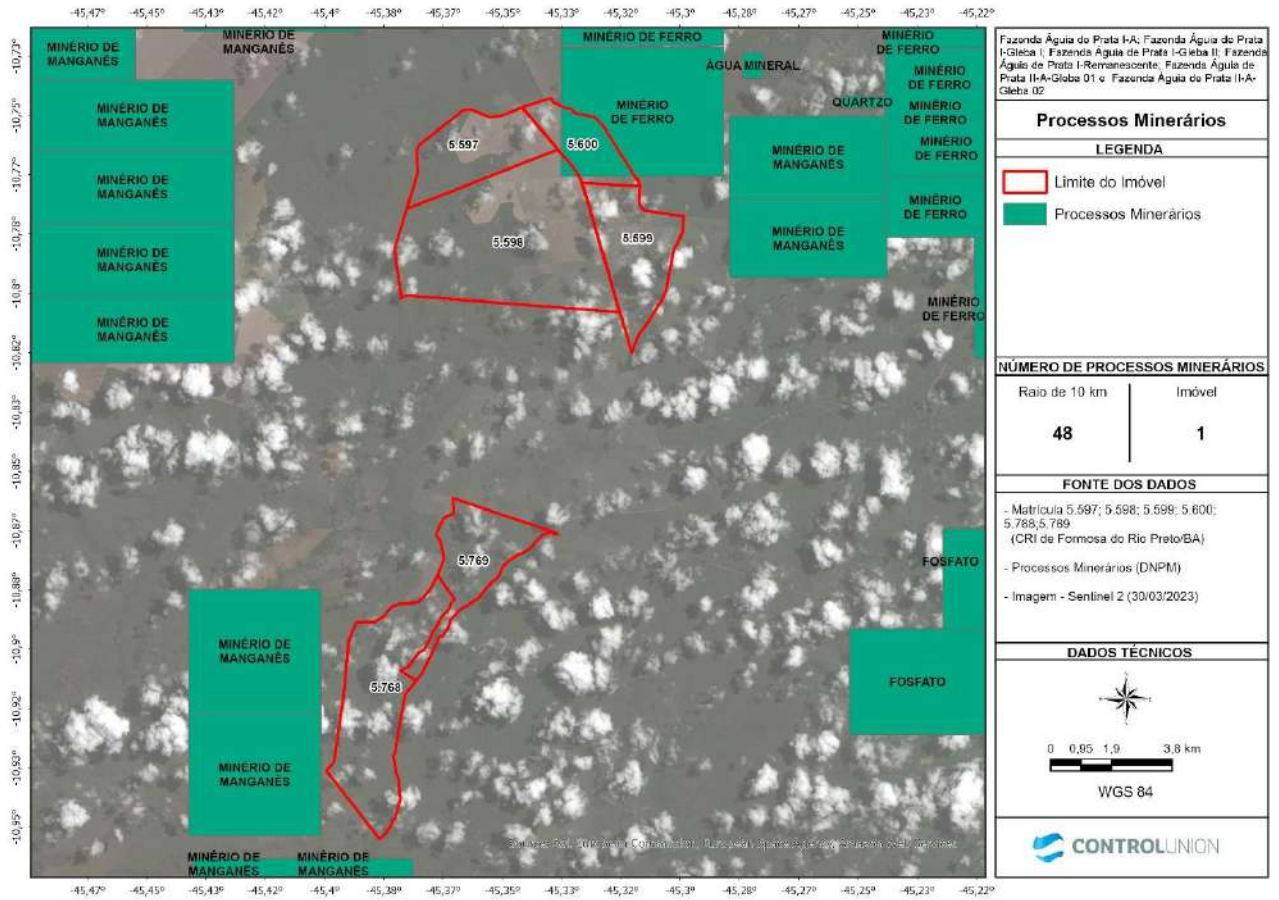 -45,47° -45,45° -45,43° -45,42° -45,4° -45,38° -45,37° -45,35° -45,33° -45,32° -45,3° -45,28° -45,27° -45,25° -45,23° -45,22°
-10,73°
-10,75°
-10,77°
-10,78°
-10,8°
-10,82°
-10,83°
-10,85°
-10,87°
-10,88°
-10,9°
-10,92°
-10,93°
-10,95°
MINÉRIO DE
MANGANÊS
MINÉRIO DE
MANGANÊS
MINÉRIO DE FERRO
MINÉRIO
DE FERRO
ÁGUA MINERAL
MINÉRIO
DE FERRO
QUARTZO
MINÉRIO
DE FERRO
MINÉRIO
DE FERRO
MINÉRIO DE
MANGANÊS
5.597
5.600
MINÉRIO DE
MANGANÊS
MINÉRIO
DE FERRO
MINÉRIO DE
MANGANÊS
MINÉRIO
DE FERRO
MINÉRIO DE
MANGANÊS
5.598
5.599
MINÉRIO DE
MANGANÊS
MINÉRIO DE
MANGANÊS
MINÉRIO
DE FERRO
5.769
FOSFATO
MINÉRIO DE
MANGANÊS
5.768
FOSFATO
MINÉRIO DE
MANGANÊS
MINÉRIO DE
MANGANÊS
MINÉRIO DE
MANGANÊS
-45,47° -45,45° -45,43° -45,42° -45,4° -45,38° -45,37° -45,35° -45,33° -45,32° -45,3° -45,28° -45,27° -45,25° -45,23° -45,22°
Fazenda Águia de Prata I-A; Fazenda Águia de Prata
I-Gleba I; Fazenda Águia de Prata I-Gleba II; Fazenda
Águia de Prata I-Remanescente; Fazenda Águia de
Prata II-A-Gleba 01 e Fazenda Águia de Prata II-A-
Gleba 02
Processos Minerários
LEGENDA
Limite do Imóvel
Processos Minerários
NÚMERO DE PROCESSOS MINERÁRIOS
Raio de 10 km Imóvel
48 1
FONTE DOS DADOS
- Matrícula 5.597; 5.598; 5.599; 5.600;
5.768;5.769
(CRI de Formosa do Rio Preto/BA)
- Processos Minerários (DNPM)
- Imagem - Sentinel 2 (30/03/2023)
DADOS TÉCNICOS
0 0,95 1,9 3,8 km
WGS 84
CONTROLUNION